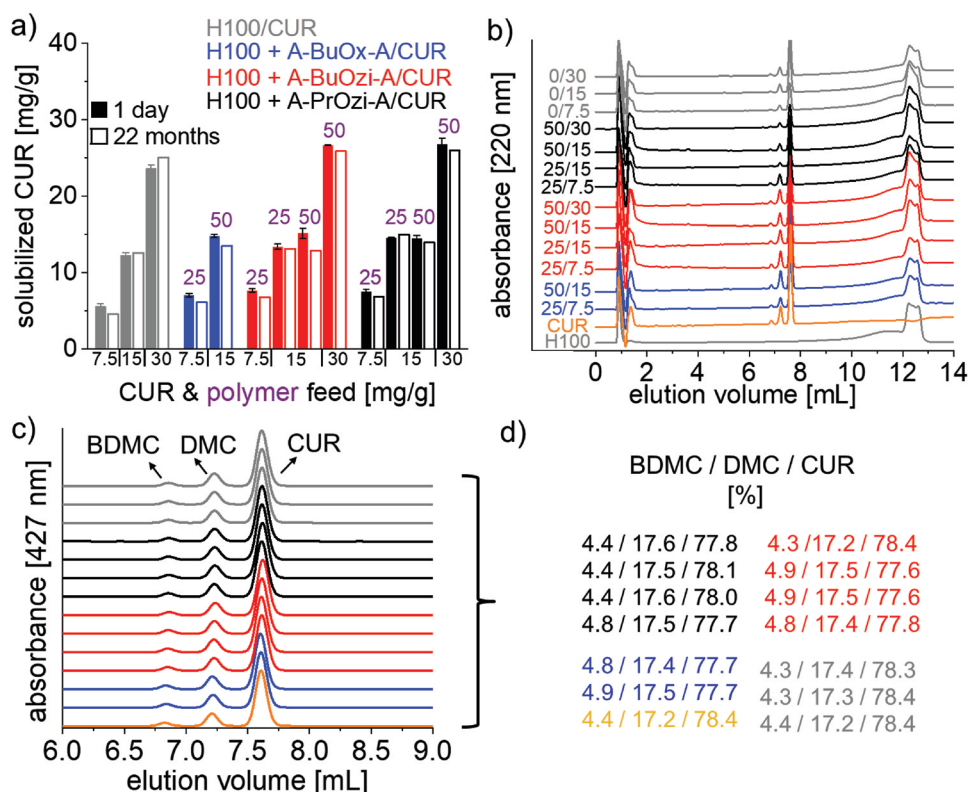 a)
H100/CUR
H100 + A-BuOx-A/CUR
H100 + A-BuOzi-A/CUR
H100 + A-PrOzi-A/CUR
1 day
22 months
solubilized CUR [mg/g]
40
30
20
10
0
25
50
25
25
50
50
25
25
50
50
7.5 15 30
7.5 15
7.5 15 30
7.5 15 30
CUR & polymer feed [mg/g]
b)
absorbance [220 nm]
0/30
0/15
0/7.5
50/30
50/15
25/15
25/7.5
50/30
50/15
25/15
25/7.5
50/15
25/7.5
CUR
H100
0 2 4 6 8 10 12 14
elution volume [mL]
c)
absorbance [427 nm]
BDMC
DMC
CUR
6.0 6.5 7.0 7.5 8.0 8.5 9.0
elution volume [mL]
d)
BDMC / DMC / CUR
[%]
4.4 / 17.6 / 77.8
4.4 / 17.5 / 78.1
4.4 / 17.6 / 78.0
4.8 / 17.5 / 77.7
4.3 /17.2 / 78.4
4.9 / 17.5 / 77.6
4.9 / 17.5 / 77.6
4.8 / 17.4 / 77.8
4.8 / 17.4 / 77.7
4.9 / 17.5 / 77.7
4.4 / 17.2 / 78.4
4.3 / 17.4 / 78.3
4.3 / 17.3 / 78.4
4.4 / 17.2 / 78.4